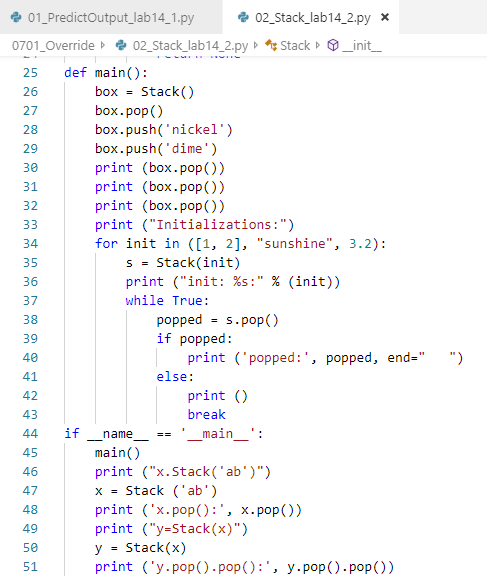 01_PredictOutput_lab14_1.py 02_Stack_lab14_2.py ×
0701_Override > 02_Stack_lab14_2.py > Stack > __init__
24 return None
25 def main():
26 box = Stack()
27 box.pop()
28 box.push('nickel')
29 box.push('dime')
30 print (box.pop())
31 print (box.pop())
32 print (box.pop())
33 print ("Initializations:")
34 for init in ([1, 2], "sunshine", 3.2):
35 s = Stack(init)
36 print ("init: %s:" % (init))
37 while True:
38 popped = s.pop()
39 if popped:
40 print ('popped:', popped, end="   ")
41 else:
42 print ()
43 break
44 if __name__ == '__main__':
45 main()
46 print ("x.Stack('ab')")
47 x = Stack ('ab')
48 print ('x.pop():', x.pop())
49 print ("y=Stack(x)")
50 y = Stack(x)
51 print ('y.pop().pop():', y.pop().pop())